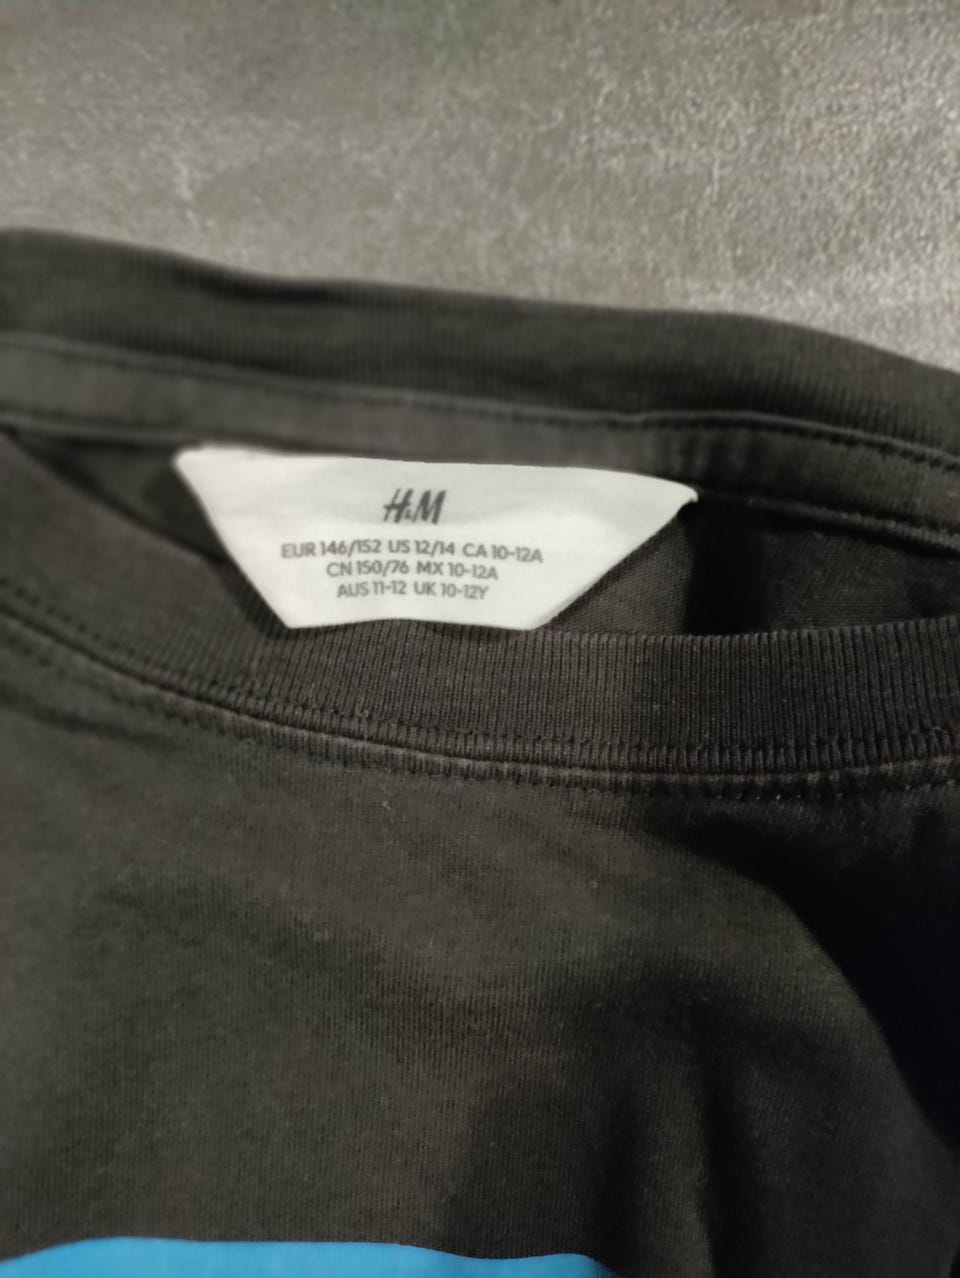 H&M
EUR 146/152 US 12/14 CA 10-12A
CN 150/76 MX 10-12A
AUS 11-12 UK 10-12Y